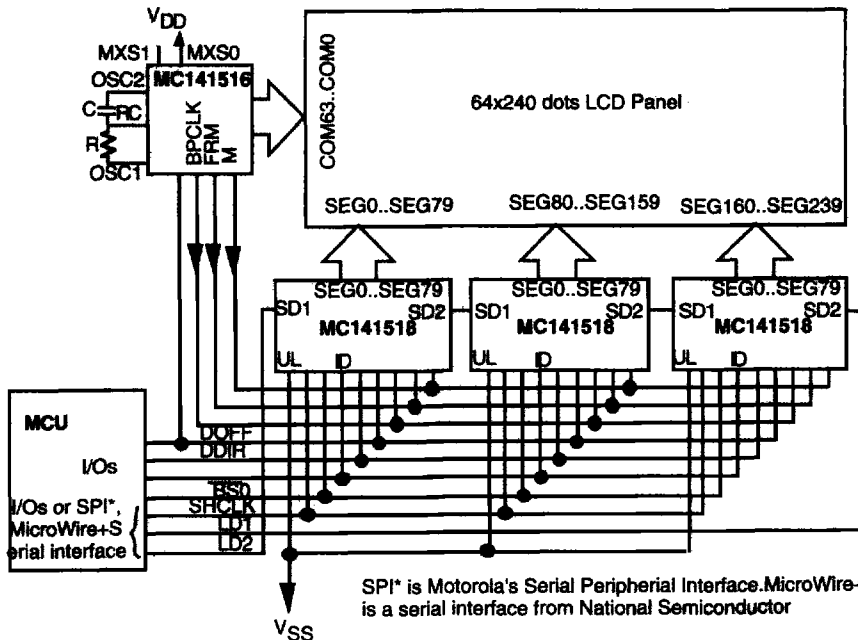 VDD
MXS1 MXS0
OSC2 MC141516
C RC
R
OSC1
BPCLK
FRM
M
COM63..COM0
64x240 dots LCD Panel
SEG0..SEG79 SEG80..SEG159 SEG160..SEG239
SEG0..SEG79 SEG0..SEG79 SEG0..SEG79
SD1 SD2 SD1 SD2 SD1 SD2
MC141518 MC141518 MC141518
UL ID UL ID UL ID
MCU
DOFF
DDIR
I/Os
BS0
I/Os or SPI*, SHCLK
MicroWire+S LD1
erial interface LD2
VSS
SPI* is Motorola's Serial Peripherial Interface.MicroWire-
is a serial interface from National Semiconductor